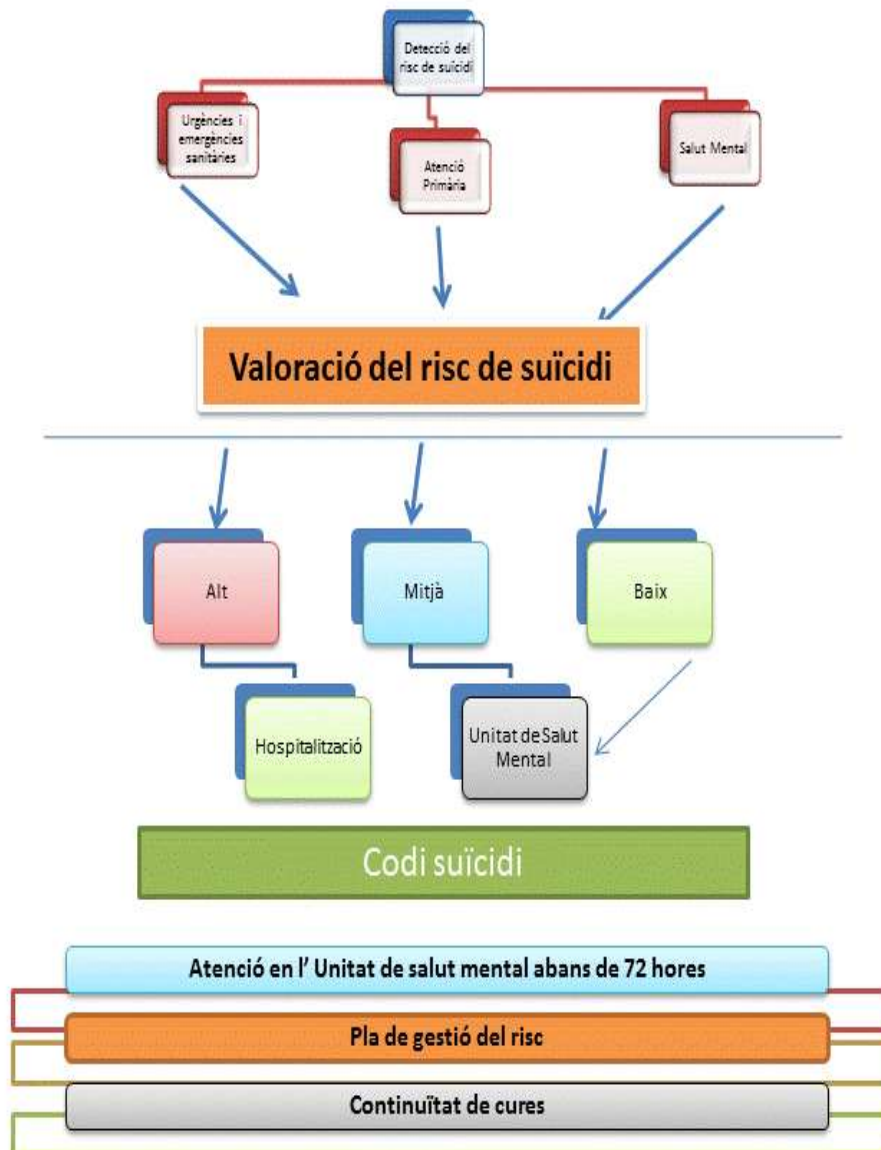 Detecció del
risc de suïcidi
Urgències i
emergències
sanitàries
Atenció
Primària
Salut Mental
Valoració del risc de suïcidi
Alt
Mitjà
Baix
Hospitalització
Unitat de Salut
Mental
Codi suïcidi
Atenció en l' Unitat de salut mental abans de 72 hores
Pla de gestió del risc
Continuïtat de cures